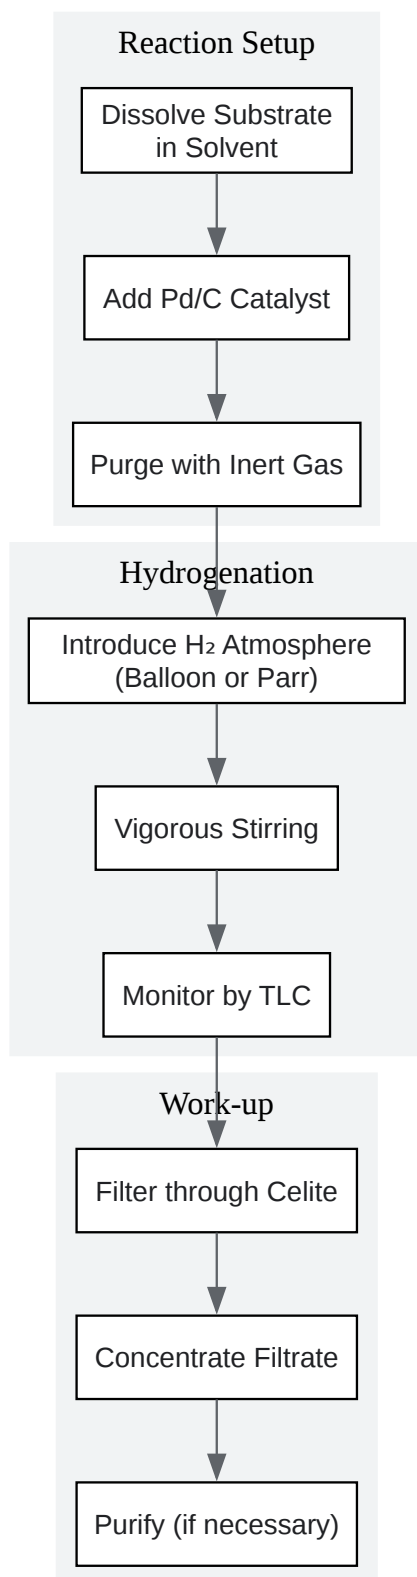 Reaction Setup
Dissolve Substrate
in Solvent
Add Pd/C Catalyst
Purge with Inert Gas
Hydrogenation
Introduce H₂ Atmosphere
(Balloon or Parr)
Vigorous Stirring
Monitor by TLC
Work-up
Filter through Celite
Concentrate Filtrate
Purify (if necessary)